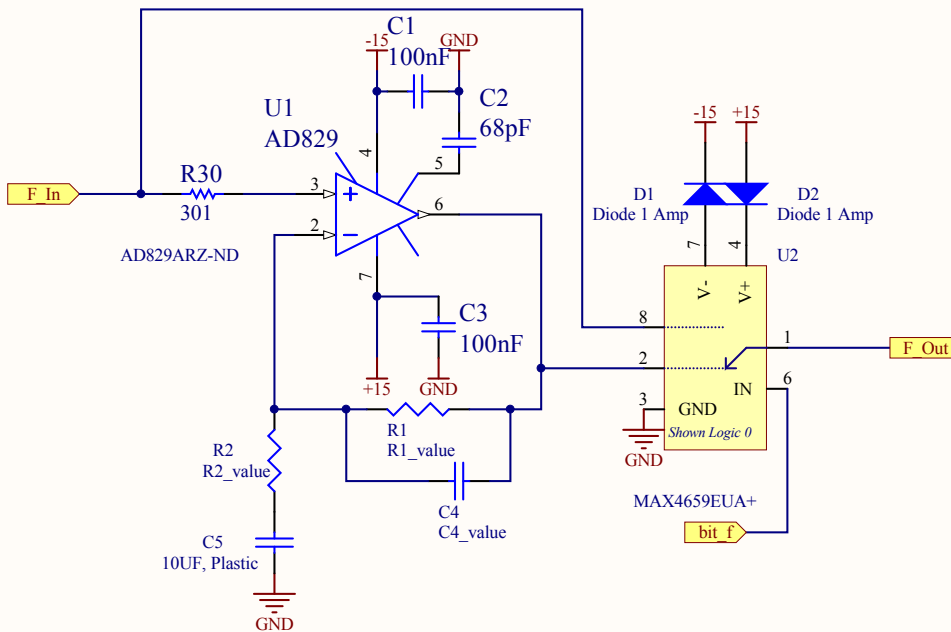 C1
-15
GND
100nF
U1
AD829
C2
68pF
4
5
-15
+15
F_In
R30
301
3
2
6
D1
Diode 1 Amp
D2
Diode 1 Amp
AD829ARZ-ND
7
7
4
U2
V-
V+
C3
100nF
8
1
F_Out
2
+15
GND
IN
6
3
GND
R1
R1_value
Shown Logic 0
GND
R2
R2_value
MAX4659EUA+
C4
C4_value
bit_f
C5
10UF, Plastic
GND